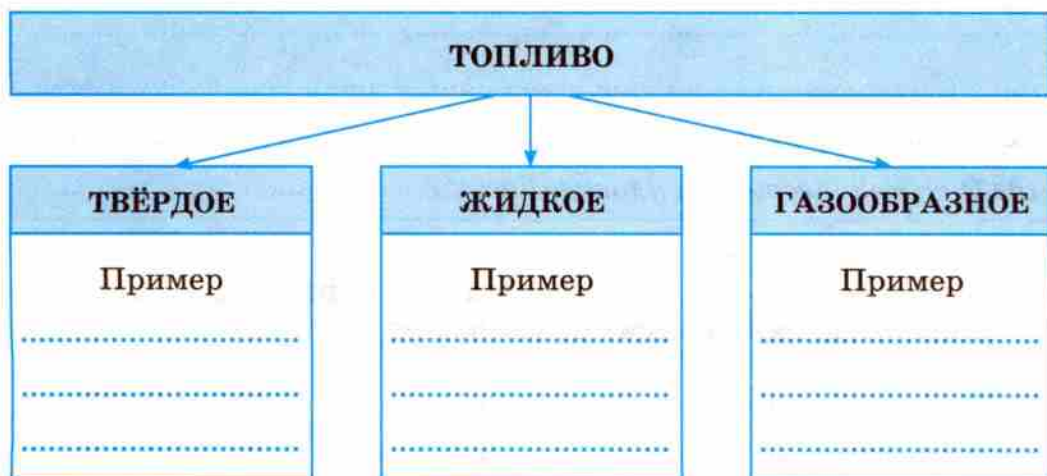 ТОПЛИВО
ТВЁРДОЕ
ЖИДКОЕ
ГАЗООБРАЗНОЕ
Пример
Пример
Пример